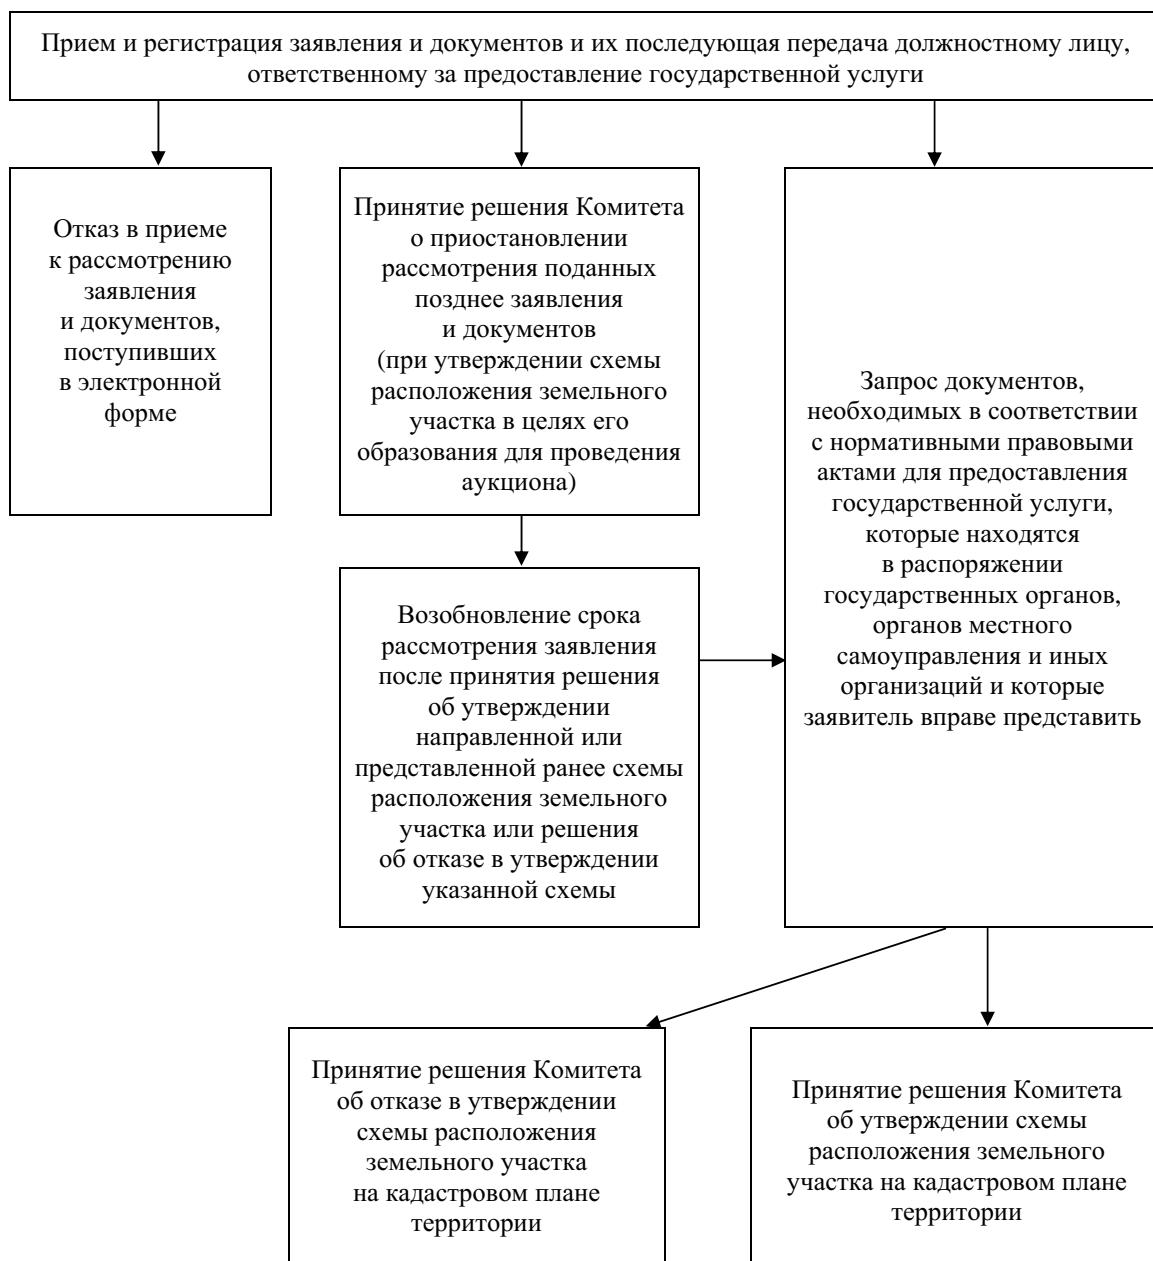 Прием и регистрация заявления и документов и их последующая передача должностному лицу,
ответственному за предоставление государственной услуги
Отказ в приеме
к рассмотрению
заявления
и документов,
поступивших
в электронной
форме
Принятие решения Комитета
о приостановлении
рассмотрения поданных
позднее заявления
и документов
(при утверждении схемы
расположения земельного
участка в целях его
образования для проведения
аукциона)
Запрос документов,
необходимых в соответствии
с нормативными правовыми
актами для предоставления
государственной услуги,
которые находятся
в распоряжении
государственных органов,
органов местного
самоуправления и иных
организаций и которые
заявитель вправе представить
Возобновление срока
рассмотрения заявления
после принятия решения
об утверждении
направленной или
представленной ранее схемы
расположения земельного
участка или решения
об отказе в утверждении
указанной схемы
Принятие решения Комитета
об отказе в утверждении
схемы расположения
земельного участка
на кадастровом плане
территории
Принятие решения Комитета
об утверждении схемы
расположения земельного
участка на кадастровом плане
территории